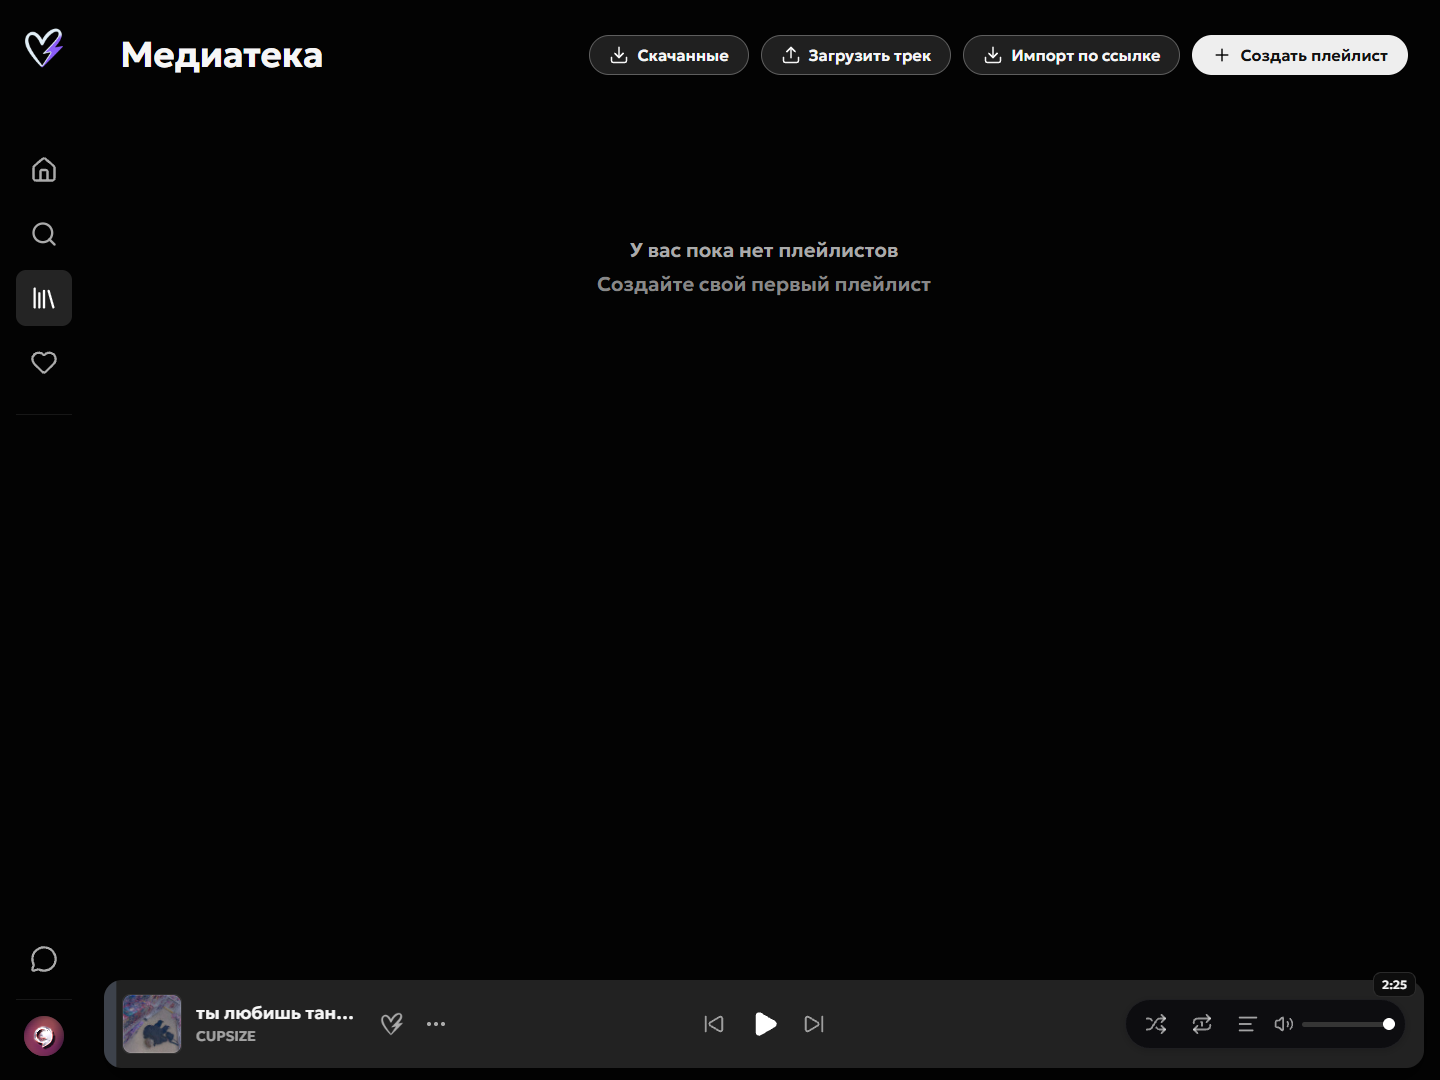 Медиатека
Скачанные
Загрузить трек
Импорт по ссылке
Создать плейлист
У вас пока нет плейлистов
Создайте свой первый плейлист
2:25
ты любишь тан...
CUPSIZE